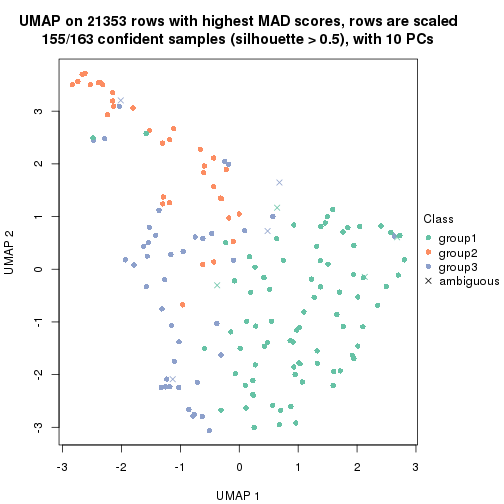 UMAP on 21353 rows with highest MAD scores, rows are scaled
155/163 confident samples (silhouette > 0.5), with 10 PCs
UMAP 2
3
2
1
0
-1
-2
-3
-3
-2
-1
0
1
2
3
UMAP 1
Class
group1
group2
group3
ambiguous